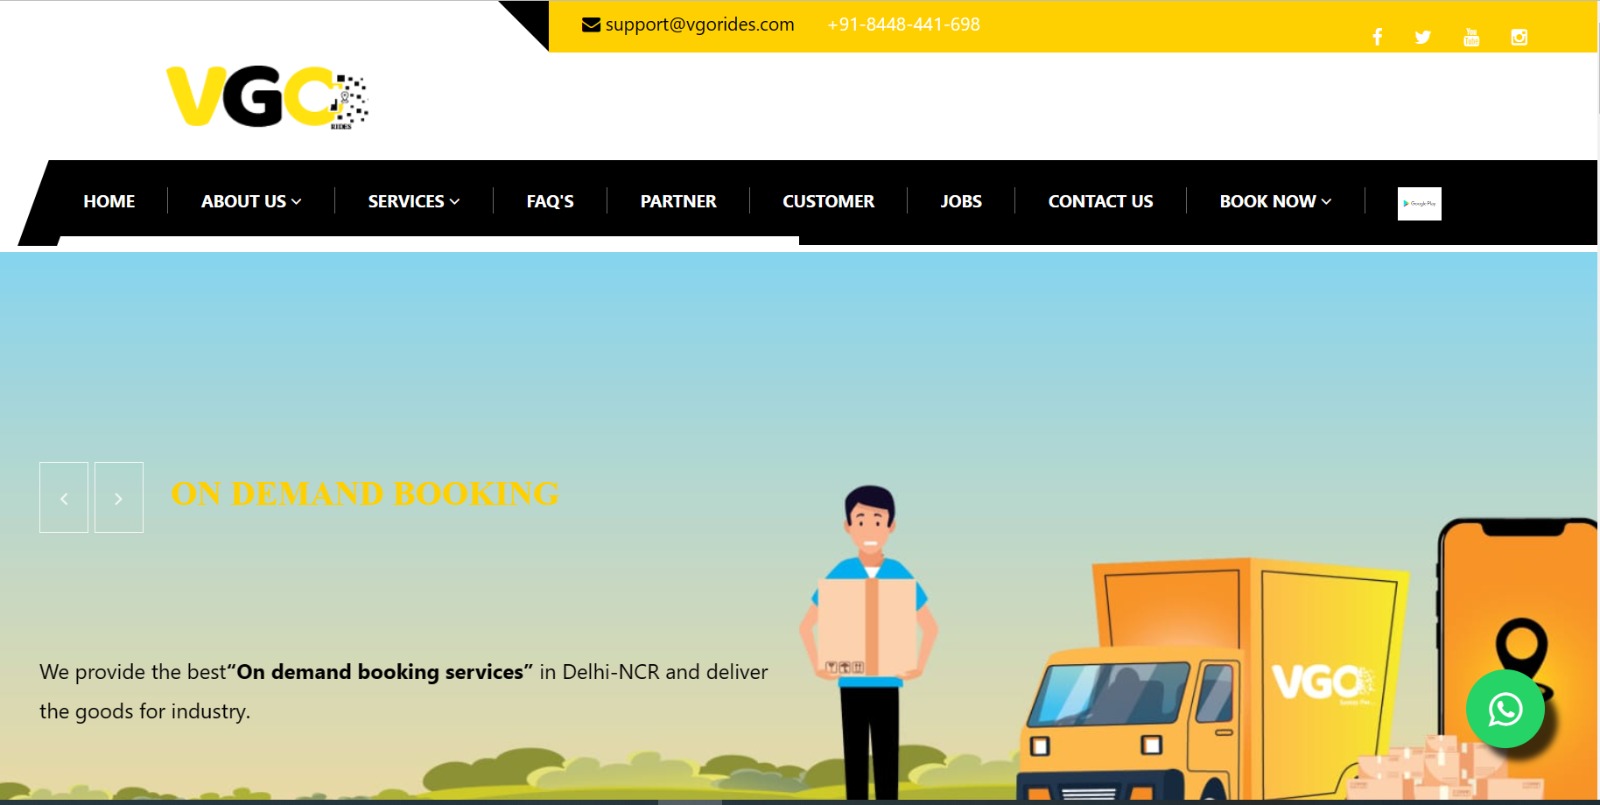 support@vgorides.com +91-8448-441-698
VGO
RIDES
HOME ABOUT US SERVICES FAQ'S PARTNER CUSTOMER JOBS CONTACT US BOOK NOW Google Play
ON DEMAND BOOKING
We provide the best“On demand booking services” in Delhi-NCR and deliver
the goods for industry.
VGO